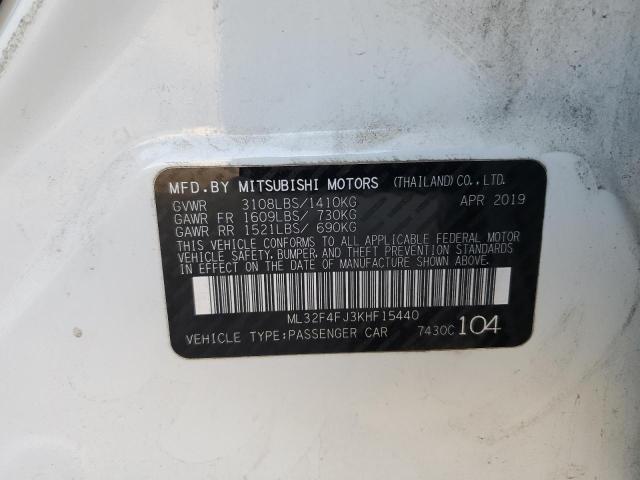 MFD.BY MITSUBISHI MOTORS (THAILAND)CO.,LTD.
GVWR 3108LBS/1410KG APR 2019
GAWR FR 1609LBS/ 730KG
GAWR RR 1521LBS/ 690KG
THIS VEHICLE CONFORMS TO ALL APPLICABLE FEDERAL MOTOR
VEHICLE SAFETY, BUMPER, AND THEFT PREVENTION STANDARDS
IN EFFECT ON THE DATE OF MANUFACTURE SHOWN ABOVE.
ML32F4FJ3KHF15440
VEHICLE TYPE:PASSENGER CAR 7430C 104